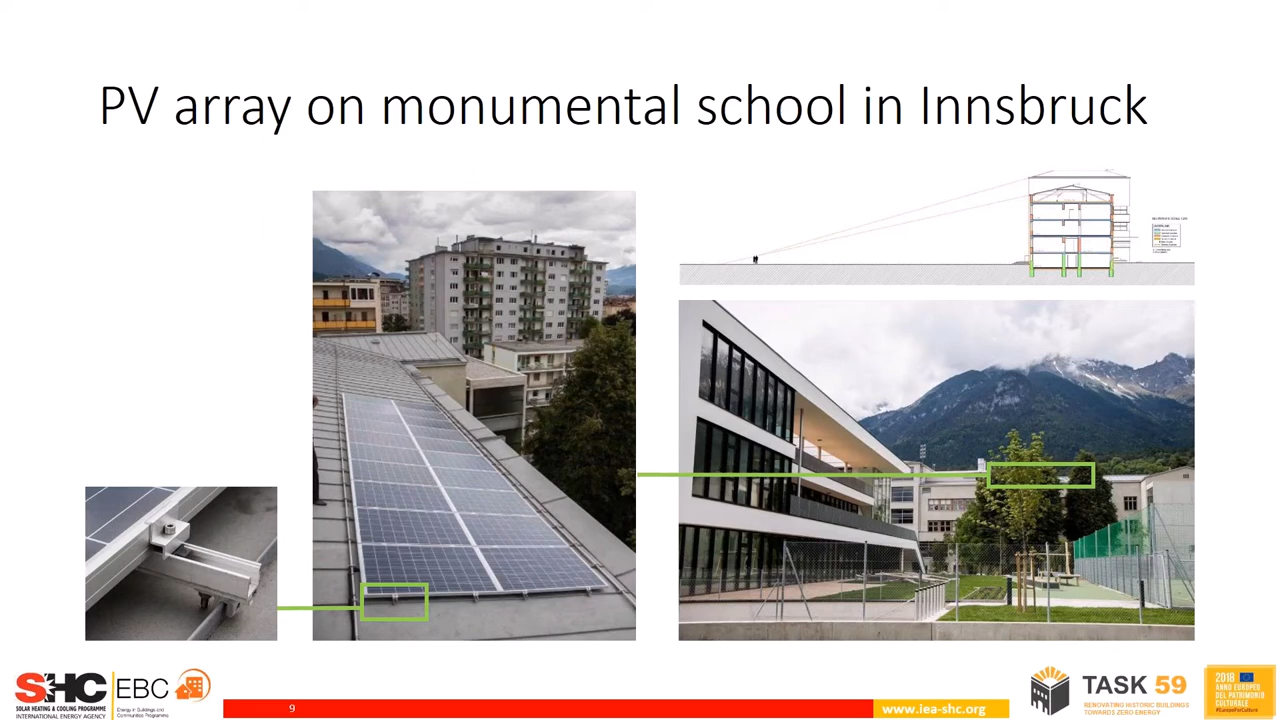 PV array on monumental school in Innsbruck
SHC
SOLAR HEATING & COOLING PROGRAMME
INTERNATIONAL ENERGY AGENCY
EBC
Energy in Buildings and
Communities Programme
9
www.iea-shc.org
TASK 59
RENOVATING HISTORIC BUILDINGS
TOWARDS ZERO ENERGY
2018
ANNO EUROPEO
DEL PATRIMONIO
CULTURALE
#EuropeForCulture